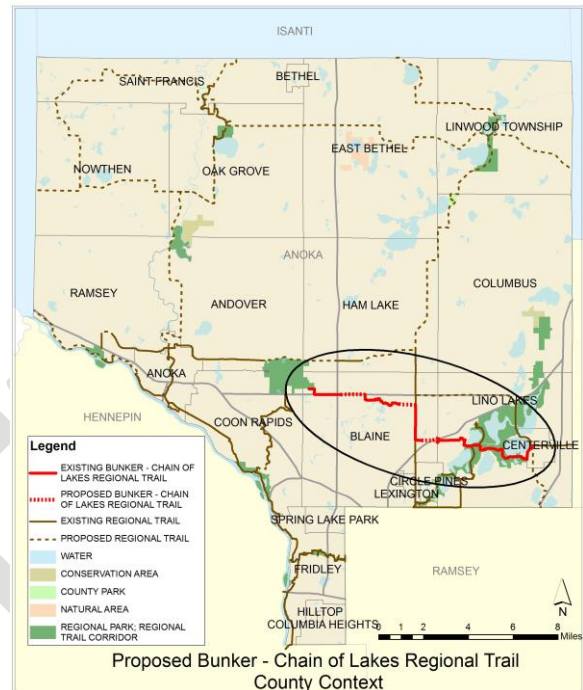 ISANTI
SAINT FRANCIS
BETHEL
LINWOOD TOWNSHIP
EAST BETHEL
NOWTHEN
OAK GROVE
ANOKA
COLUMBUS
RAMSEY
ANDOVER
HAM LAKE
ANOKA
LINO LAKES
HENNEPIN
COON RAPIDS
BLAINE
CENTERVILLE
CIRCLE PINES
LEXINGTON
SPRING LAKE PARK
FRIDLEY
RAMSEY
HILLTOP
COLUMBIA HEIGHTS
Legend
EXISTING BUNKER - CHAIN
OF LAKES REGIONAL TRAIL
PROPOSED BUNKER - CHAIN
OF LAKES REGIONAL TRAIL
EXISTING REGIONAL TRAIL
PROPOSED REGIONAL TRAIL
WATER
CONSERVATION AREA
COUNTY PARK
NATURAL AREA
REGIONAL PARK; REGIONAL
TRAIL CORRIDOR
N
0 1 2 4 6 8
Miles
Proposed Bunker - Chain of Lakes Regional Trail
County Context